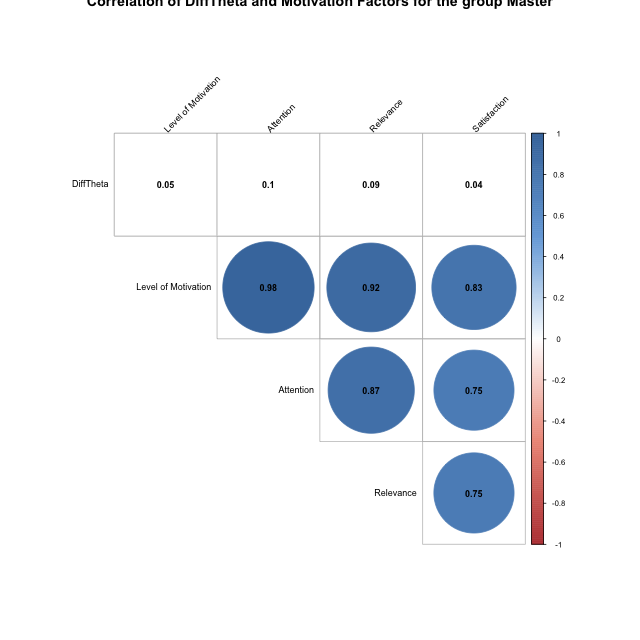 Correlation of DiffTheta and Motivation Factors for the group Master
Level of Motivation
Attention
Relevance
Satisfaction
DiffTheta
0.05
0.1
0.09
0.04
Level of Motivation
0.98
0.92
0.83
Attention
0.87
0.75
Relevance
0.75
1
0.8
0.6
0.4
0.2
0
-0.2
-0.4
-0.6
-0.8
-1